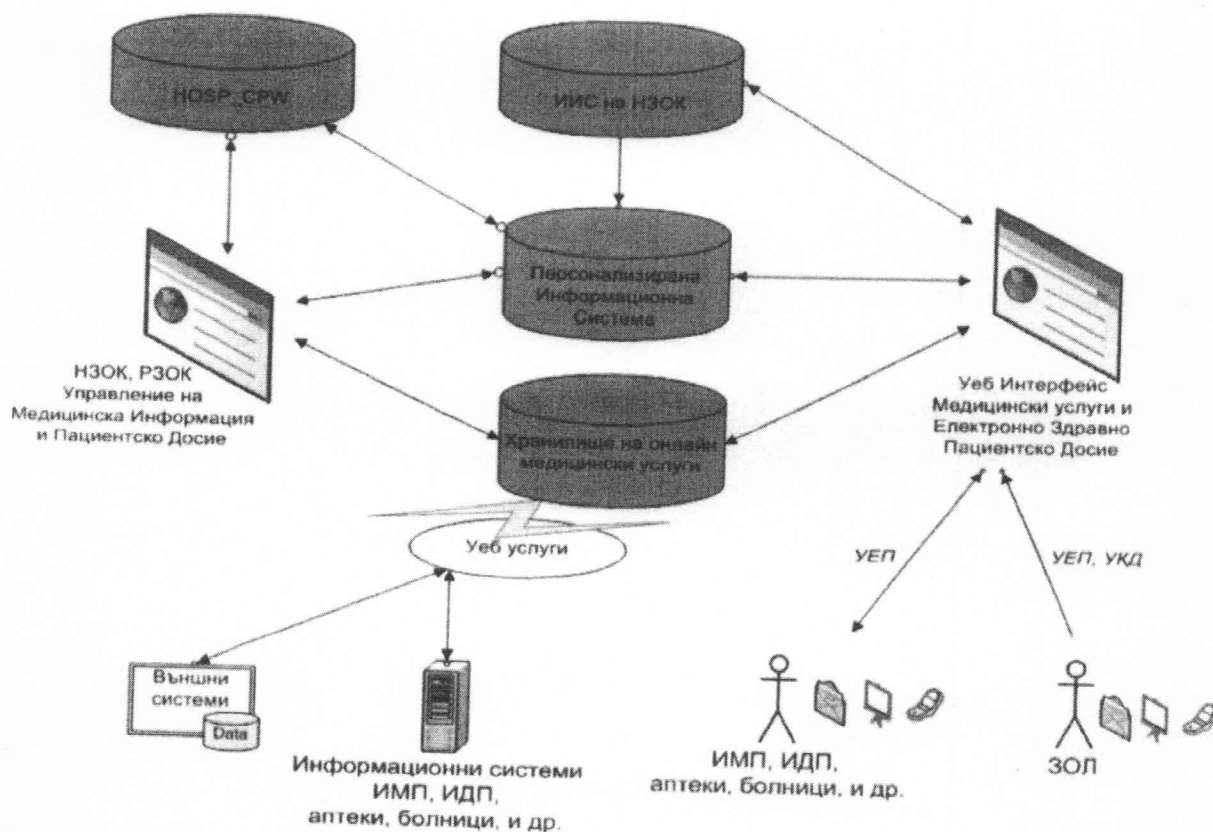 HOSP_CPW
ИИС на НЗОК
Персонализирана
Информационна
Система
НЗОК, РЗОК
Управление на
Медицинска Информация
и Пациентско Досие
Уеб Интерфейс
Медицински услуги и
Електронно Здравно
Пациентско Досие
Хранилище на онлайн
медицински услуги
Уеб услуги
УЕП
УЕП, УКД
Външни
системи
Data
Информационни системи
ИМП, ИДП,
аптеки, болници, и др.
ИМП, ИДП,
аптеки, болници, и др.
ЗОЛ